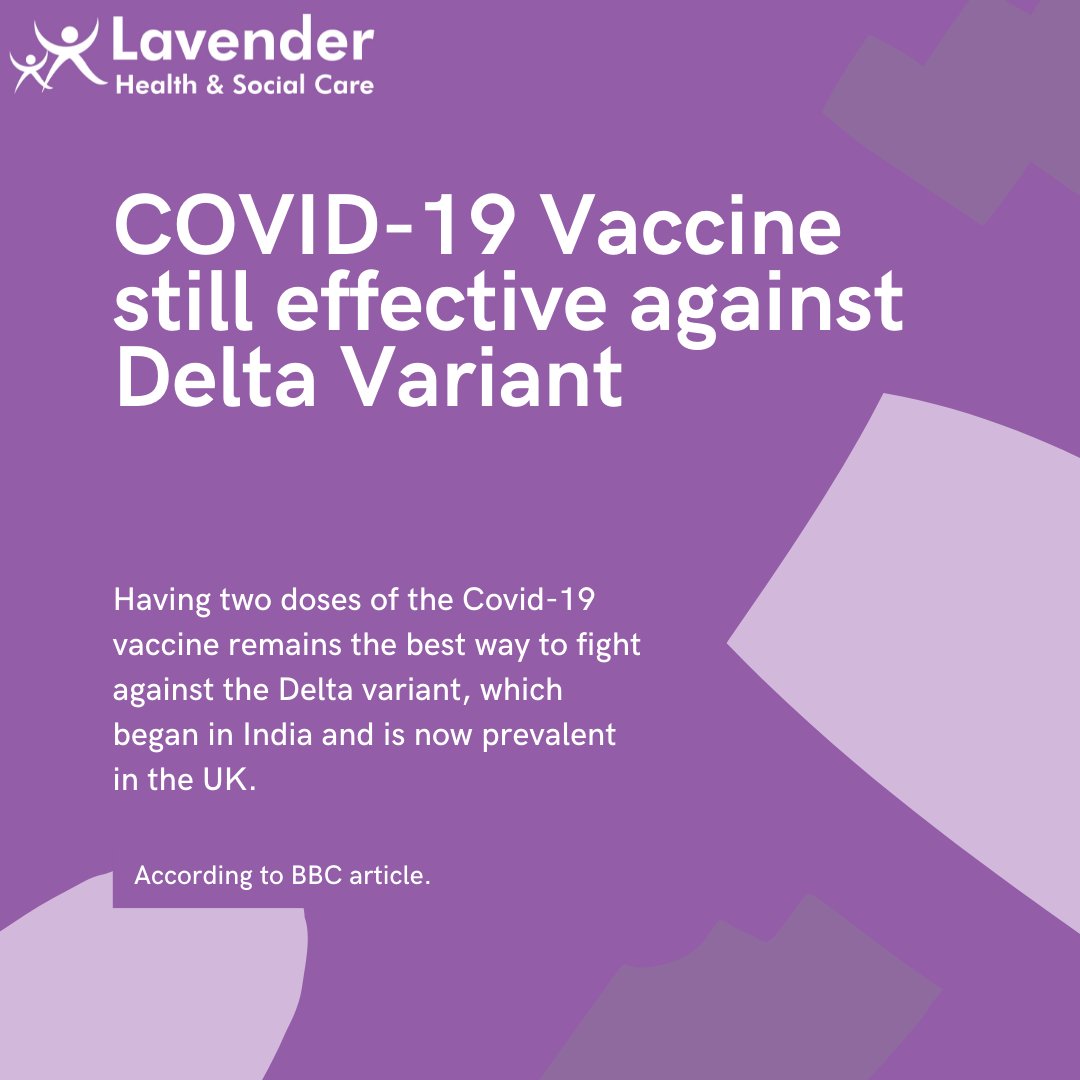 Lavender
Health & Social Care
COVID-19 Vaccine
still effective against
Delta Variant
Having two doses of the Covid-19
vaccine remains the best way to fight
against the Delta variant, which
began in India and is now prevalent
in the UK.
According to BBC article.